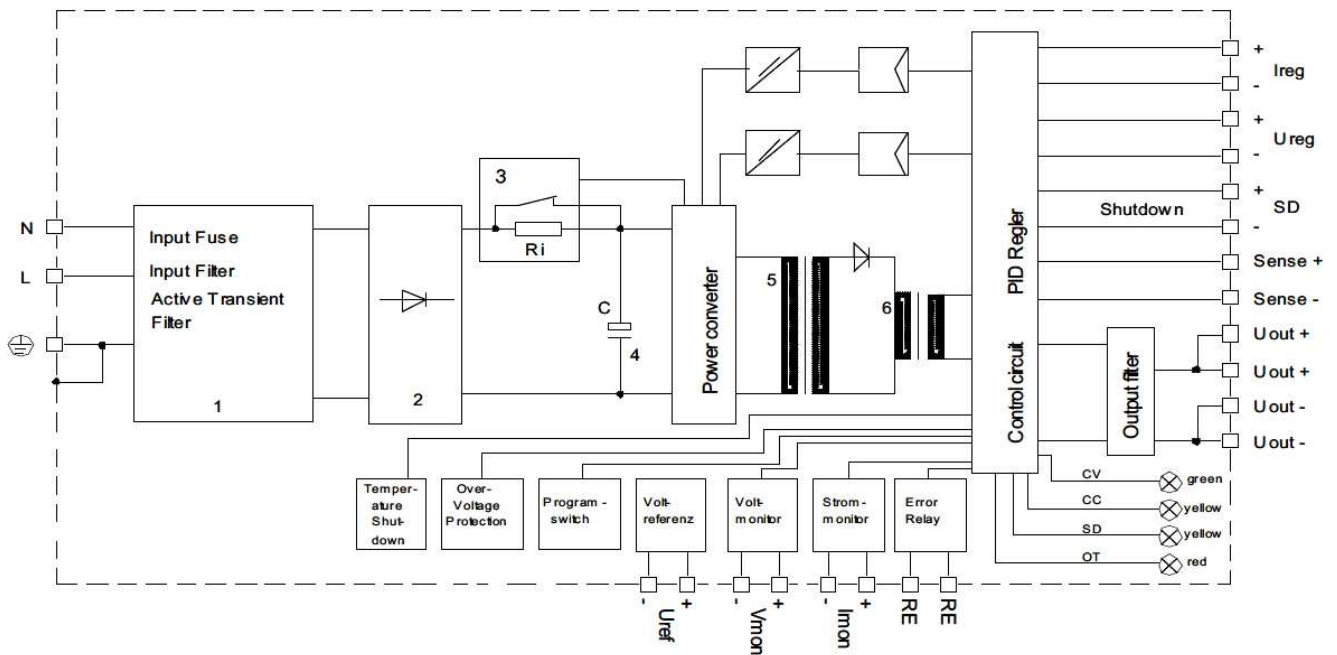 N
L
Input Fuse
Input Filter
Active Transient
Filter
1
2
3
Ri
C
4
Power converter
5
6
PID Regler
Control circuit
+
Ireg
-
+
Ureg
-
+
Shutdown
SD
-
Sense +
Sense -
Uout +
Uout +
Uout -
Uout -
Output filter
CV
green
CC
yellow
SD
yellow
OT
red
Temper-
ature
Shut-
down
Over-
Voltage
Protection
Program-
switch
Volt-
referenz
Volt-
monitor
Strom-
monitor
Error
Relay
- +
Uref
- +
Vmon
- +
Imon
RE
RE